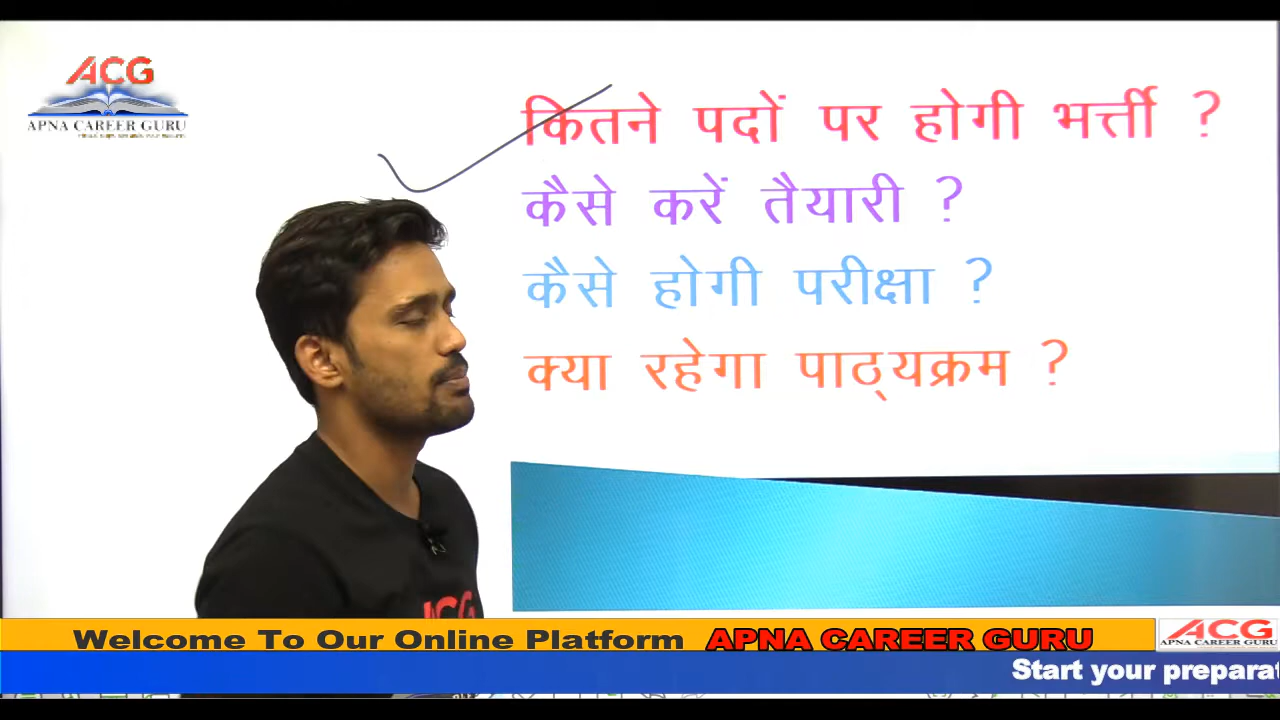 ACG
APNA CAREER GURU
कितने पदों पर होगी भर्त्ती ?
कैसे करें तैयारी ?
कैसे होगी परीक्षा ?
क्या रहेगा पाठ्यक्रम ?
ACG
Welcome To Our Online Platform APNA CAREER GURU
ACG
APNA CAREER GURU
Start your preparat